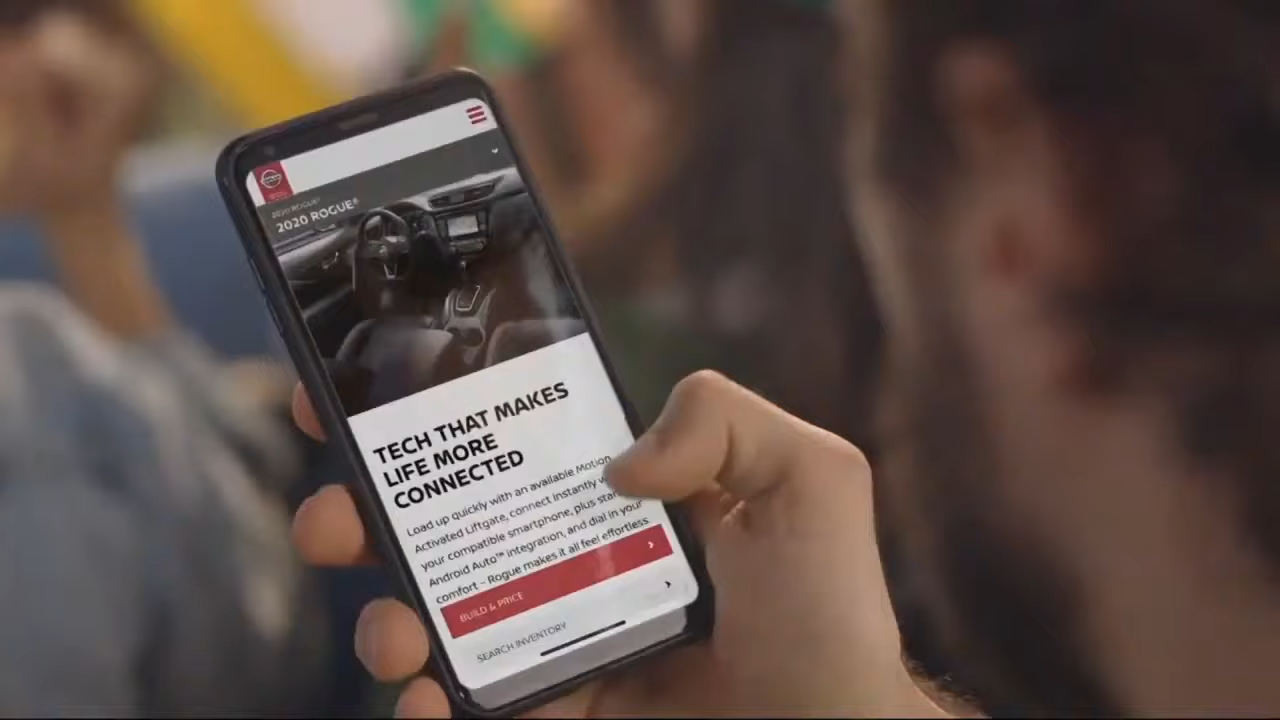 2020 ROGUE®
2020 ROGUE®
TECH THAT MAKES
LIFE MORE
CONNECTED
Load up quickly with an available Motion
Activated Liftgate, connect instantly
your compatible smartphone, plus
Android Auto™ integration, and dial in your
comfort – Rogue makes it all feel effortless
BUILD & PRICE
SEARCH INVENTORY